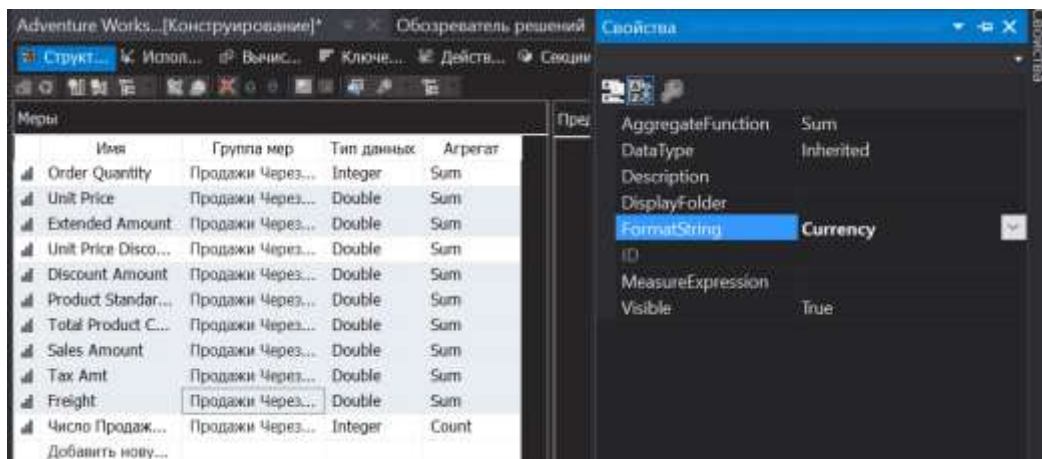 Adventure Works...[Конструирование]*
Обозреватель решений
Структ... Испол... Вычис... Ключе... Действ... Секции
Меры
Пред
Имя Группа мер Тип данных Агрегат
Order Quantity Продажи Через... Integer Sum
Unit Price Продажи Через... Double Sum
Extended Amount Продажи Через... Double Sum
Unit Price Disco... Продажи Через... Double Sum
Discount Amount Продажи Через... Double Sum
Product Standar... Продажи Через... Double Sum
Total Product C... Продажи Через... Double Sum
Sales Amount Продажи Через... Double Sum
Tax Amt Продажи Через... Double Sum
Freight Продажи Через... Double Sum
Число Продаж... Продажи Через... Integer Count
Добавить нову...
Свойства
AggregateFunction Sum
DataType Inherited
Description
DisplayFolder
FormatString Currency
ID
MeasureExpression
Visible True
Свойства